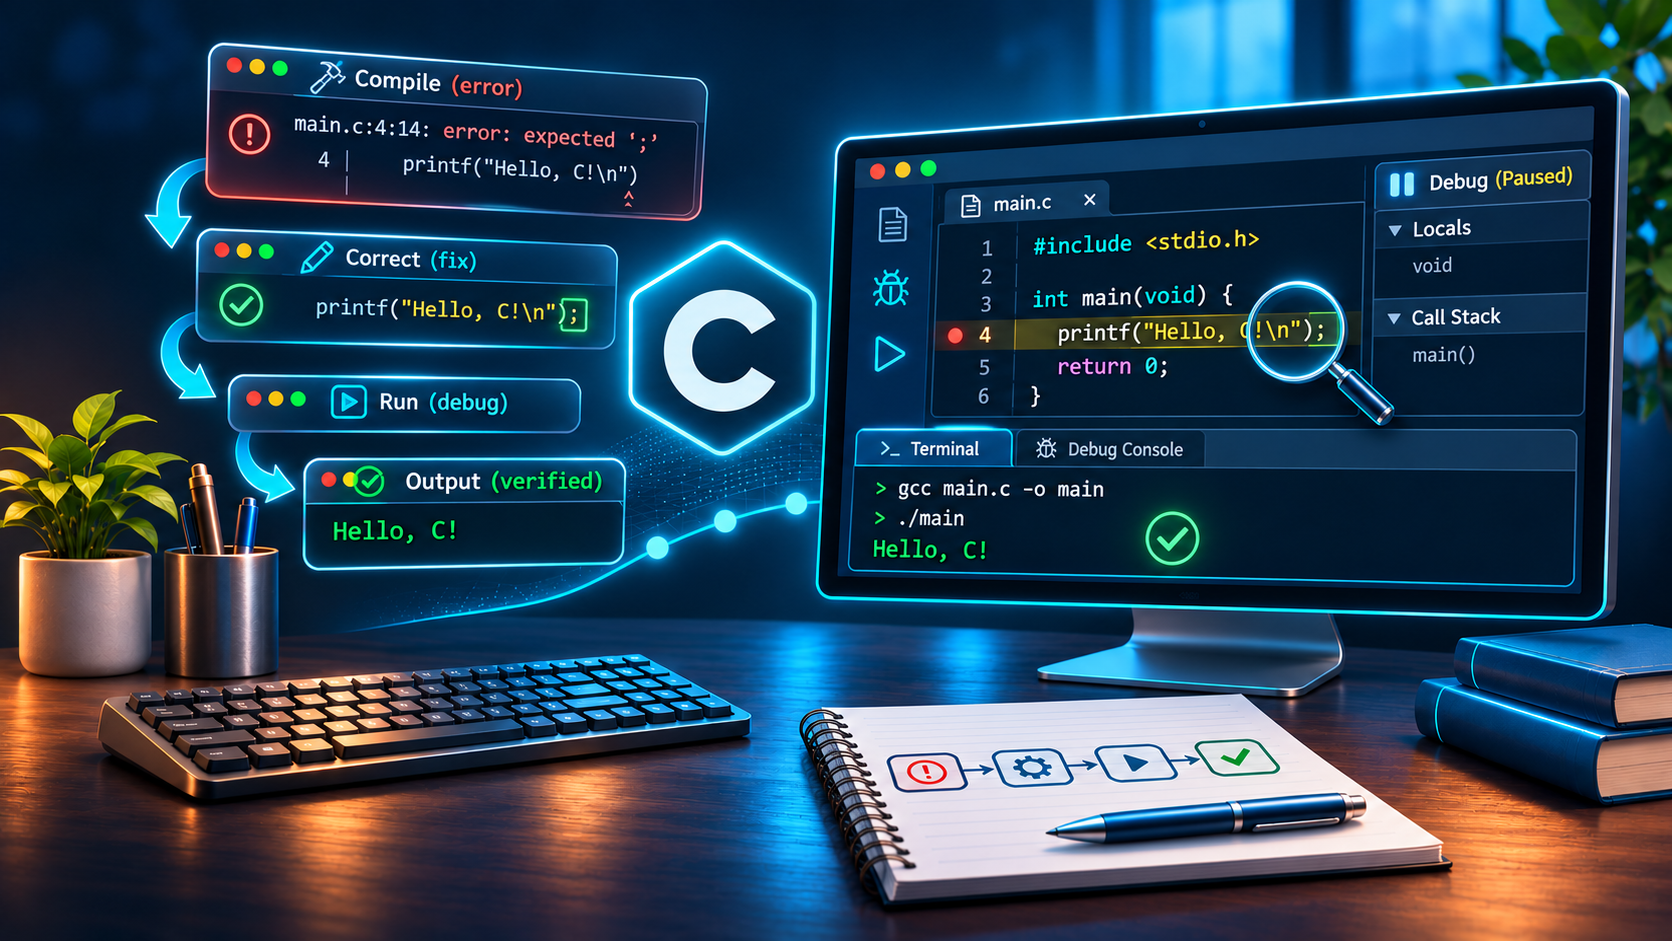 Compile (error)
main.c:4:14: error: expected ‘;’
4 | printf("Hello, C!\n")
|
Correct (fix)
printf("Hello, C!\n");
Run (debug)
Output (verified)
Hello, C!
C
main.c ×
1 #include <stdio.h>
2
3 int main(void) {
4 printf("Hello, C!\n");
5 return 0;
6 }
Debug (Paused)
Locals
void
Call Stack
main()
>_ Terminal
Debug Console
> gcc main.c -o main
> ./main
Hello, C!